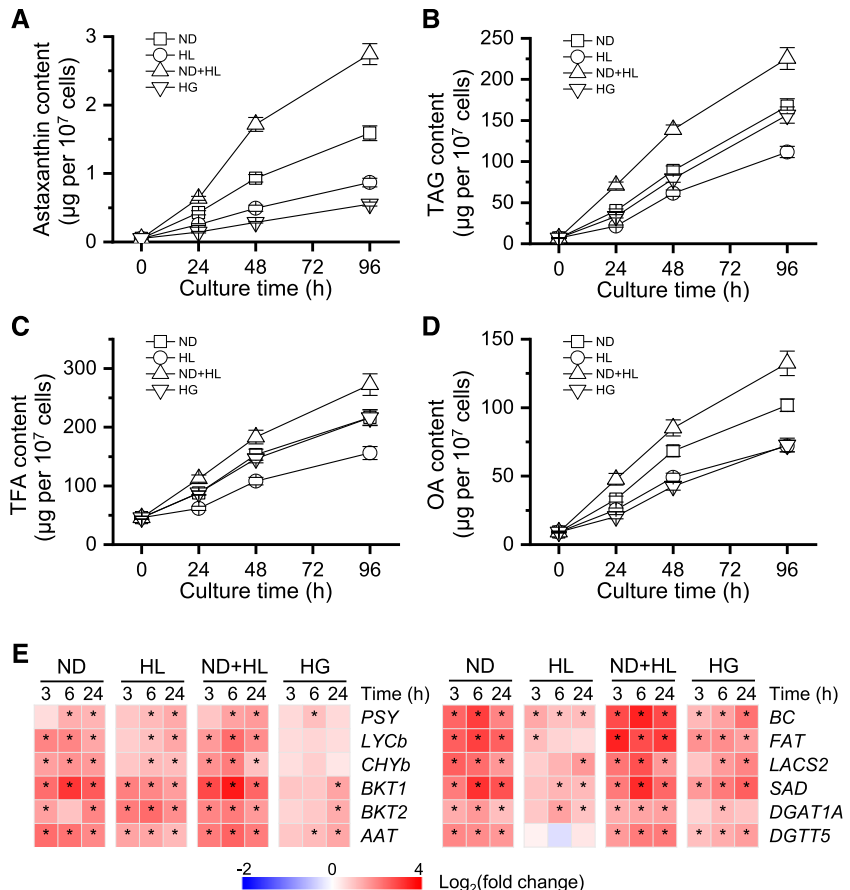 A
Astaxanthin content
(µg per 10⁷ cells)
3
2
1
0
ND
HL
ND+HL
HG
0 24 48 72 96
Culture time (h)
B
TAG content
(µg per 10⁷ cells)
250
200
150
100
50
0
ND
HL
ND+HL
HG
0 24 48 72 96
Culture time (h)
C
TFA content
(µg per 10⁷ cells)
300
200
100
0
ND
HL
ND+HL
HG
0 24 48 72 96
Culture time (h)
D
OA content
(µg per 10⁷ cells)
150
100
50
0
ND
HL
ND+HL
HG
0 24 48 72 96
Culture time (h)
E
ND HL ND+HL HG
3 6 24 3 6 24 3 6 24 3 6 24 Time (h)
PSY
LYCb
CHYb
BKT1
BKT2
AAT
ND HL ND+HL HG
3 6 24 3 6 24 3 6 24 3 6 24 Time (h)
BC
FAT
LACS2
SAD
DGAT1A
DGTT5
-2 0 4
Log₂(fold change)